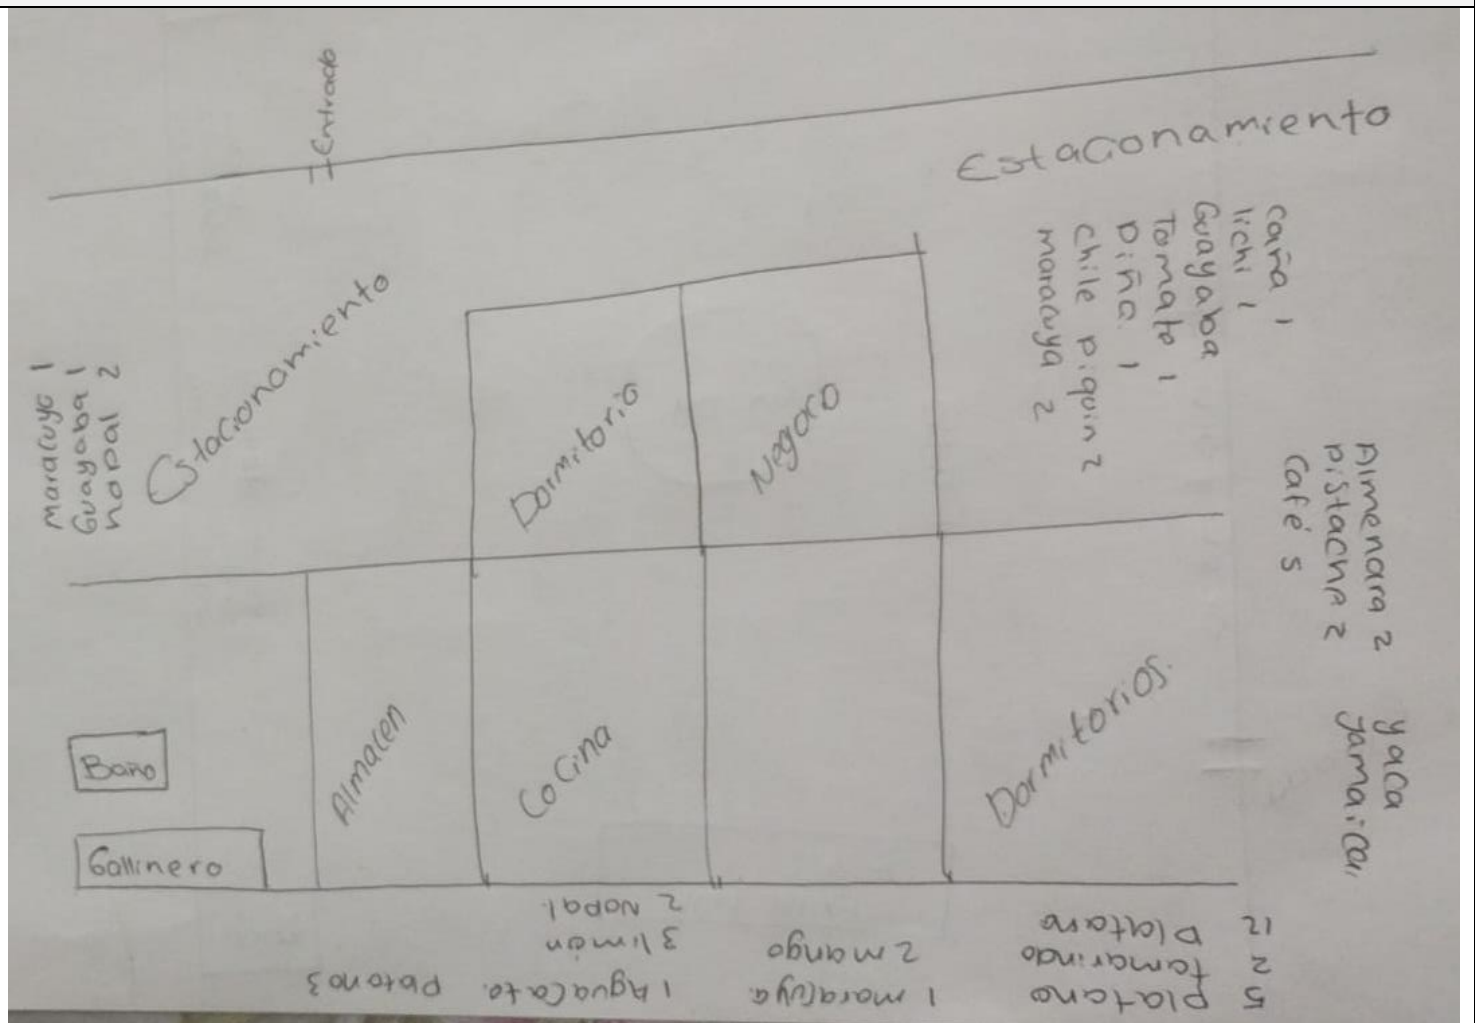 Entrada
Estacionamiento
caña 1
lichi 1
Guayaba
Tomate 1
Piña 1
Chile piquin 2
maracuya 2
Estacionamiento
Maracuya 1
Guayaba 1
nopal 2
Dormitorio
Negoco
Almenara 2
Pistacha 2
Café 5
Baño
Gallinero
Almacen
Cocina
Dormitorios.
yaca
Jamaica
2 Nopal.
3 limón
1 Aguacate.
Platano 3
2 mango
1 maracuya
12 Platano
2 tamarindo
5 platano